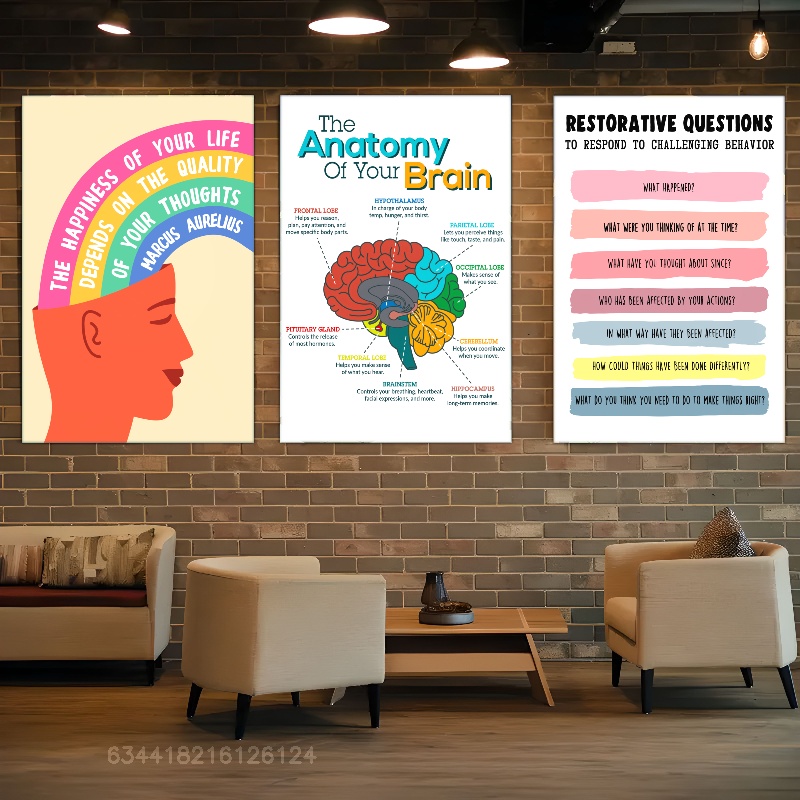 THE HAPPINESS OF YOUR LIFE
DEPENDS ON THE QUALITY
OF YOUR THOUGHTS
MARCUS AURELIUS
The
Anatomy
Of Your Brain
HYPOTHALAMUS
In charge of your body
temp, hunger, and thirst.
FRONTAL LOBE
Helps you reason,
plan, pay attention, and
move specific body parts.
PARIETAL LOBE
Lets you perceive things
like touch, taste, and pain.
OCCIPITAL LOBE
Makes sense of
what you see.
PITUITARY GLAND
Controls the release
of most hormones.
CEREBELLUM
Helps you coordinate
when you move.
TEMPORAL LOBE
Helps you make sense
of what you hear.
BRAINSTEM
Controls your breathing, heartbeat,
facial expressions, and more.
HIPPOCAMPUS
Helps you make
long-term memories.
RESTORATIVE QUESTIONS
TO RESPOND TO CHALLENGING BEHAVIOR
WHAT HAPPENED?
WHAT WERE YOU THINKING OF AT THE TIME?
WHAT HAVE YOU THOUGHT ABOUT SINCE?
WHO HAS BEEN AFFECTED BY YOUR ACTIONS?
IN WHAT WAY HAVE THEY BEEN AFFECTED?
HOW COULD THINGS HAVE BEEN DONE DIFFERENTLY?
WHAT DO YOU THINK YOU NEED TO DO TO MAKE THINGS RIGHT?
634418216126124